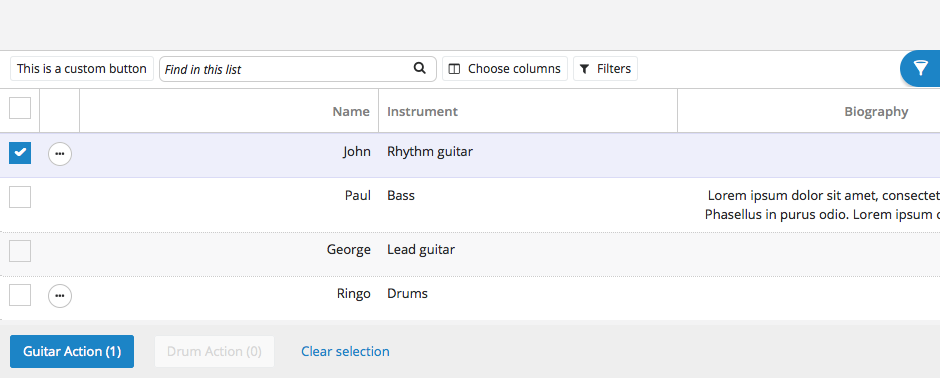 This is a custom button Find in this list Choose columns Filters
Name Instrument Biography
John Rhythm guitar
Paul Bass Lorem ipsum dolor sit amet, consectet
Phasellus in purus odio. Lorem ipsum
George Lead guitar
Ringo Drums
Guitar Action (1) Drum Action (0) Clear selection